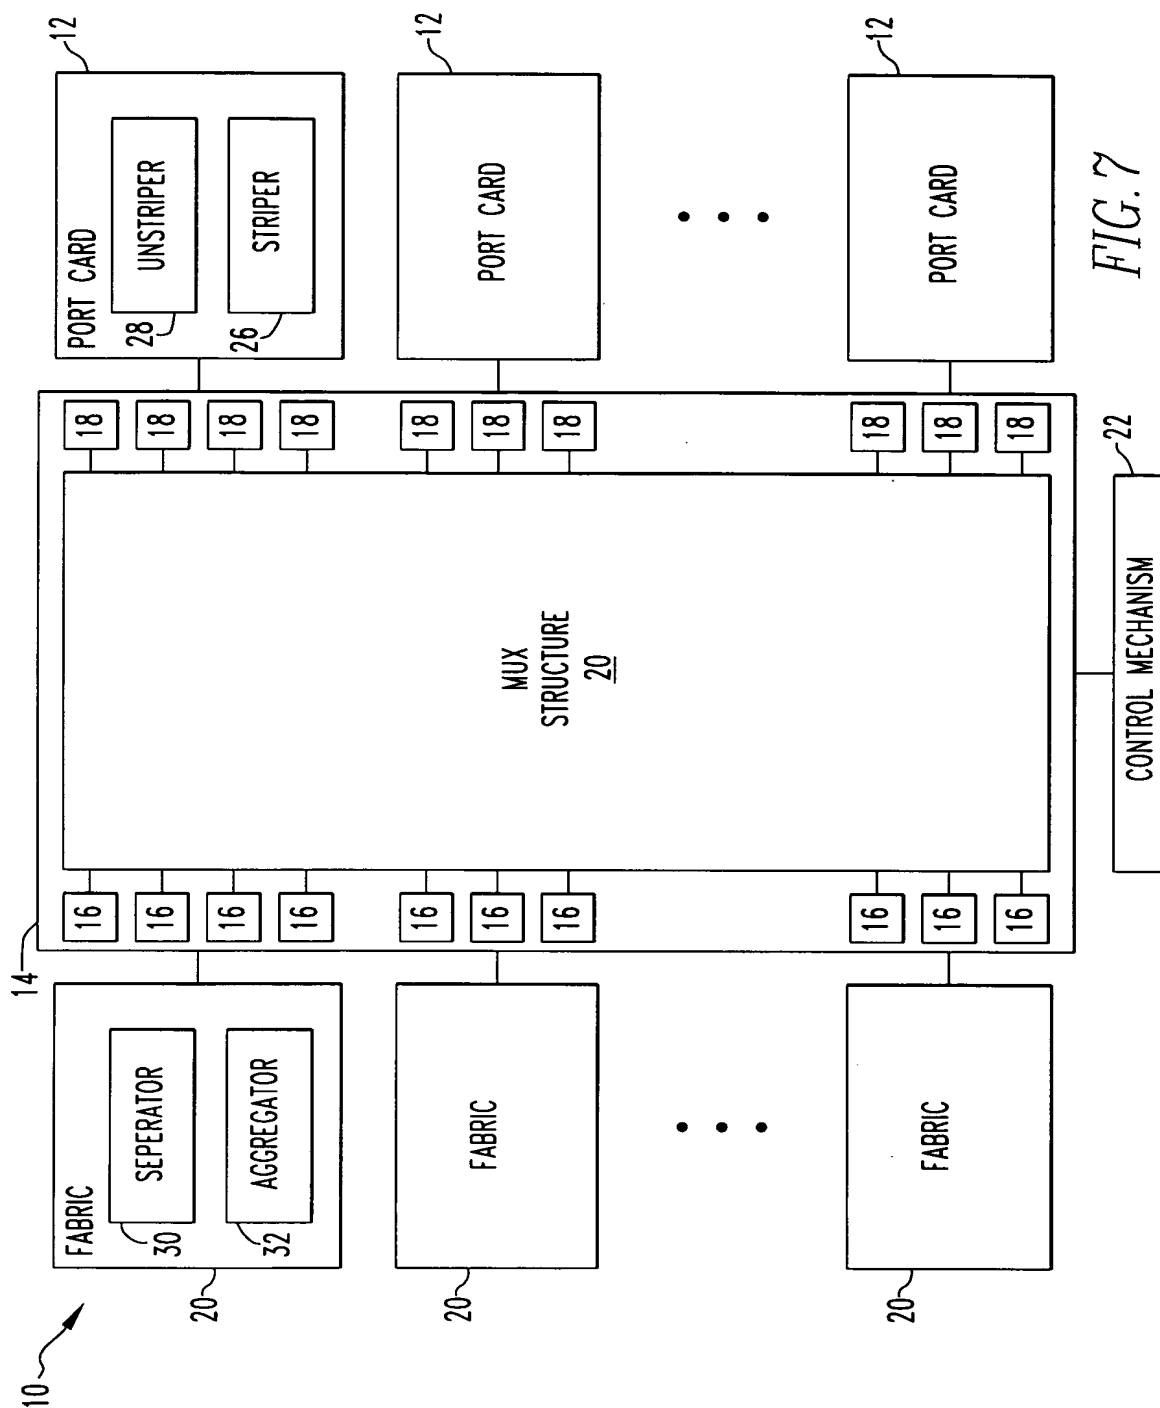 10
14
FABRIC
SEPERATOR
30
AGGREGATOR
32
20
16
16
16
16
18
18
18
18
PORT CARD
UNSTRIPER
28
STRIPER
26
12
FABRIC
20
16
16
16
MUX
STRUCTURE
20
18
18
18
PORT CARD
12
FABRIC
20
16
16
16
18
18
18
PORT CARD
12
CONTROL MECHANISM
22
FIG. 7